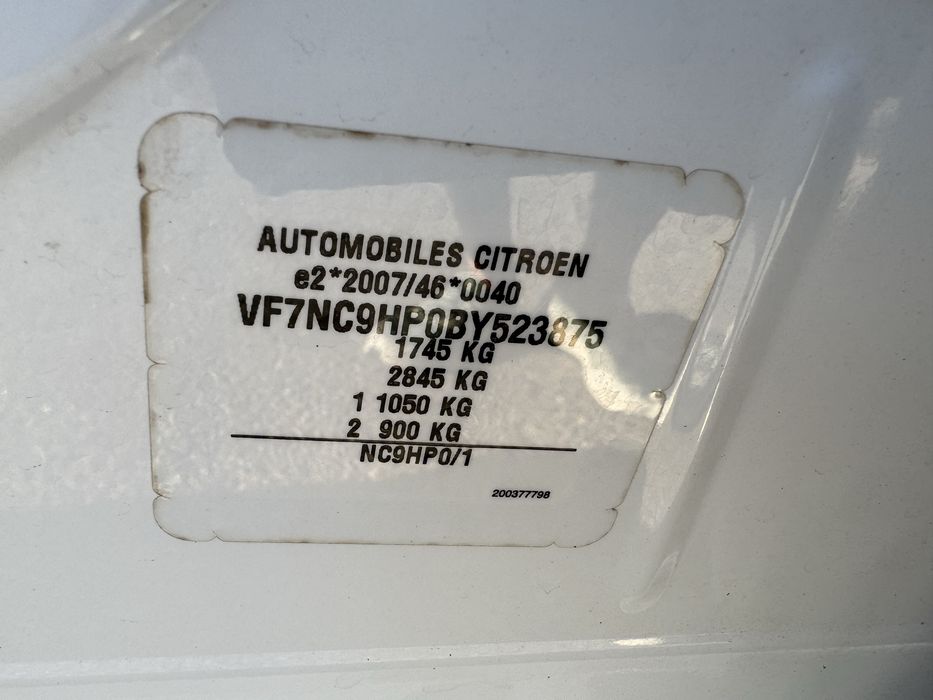 AUTOMOBILES CITROEN
e2*2007/46*0040
VF7NC9HP0BY523875
1745 KG
2845 KG
1 1050 KG
2 900 KG
NC9HP0/1
200377798